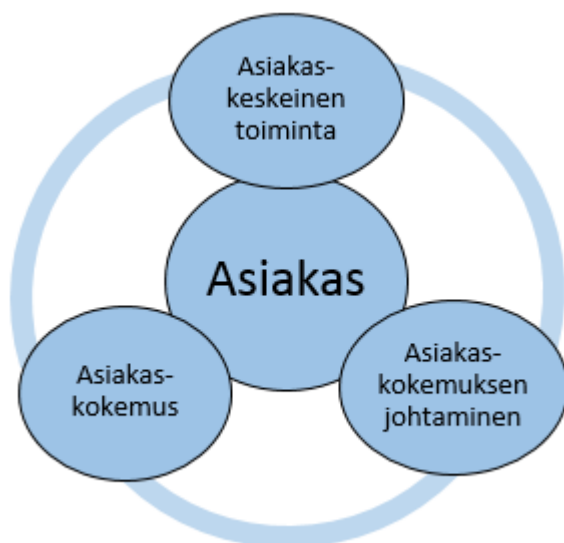 Asiakas-
keskeinen
toiminta
Asiakas
Asiakas-
kokemus
Asiakas-
kokemuksen
johtaminen